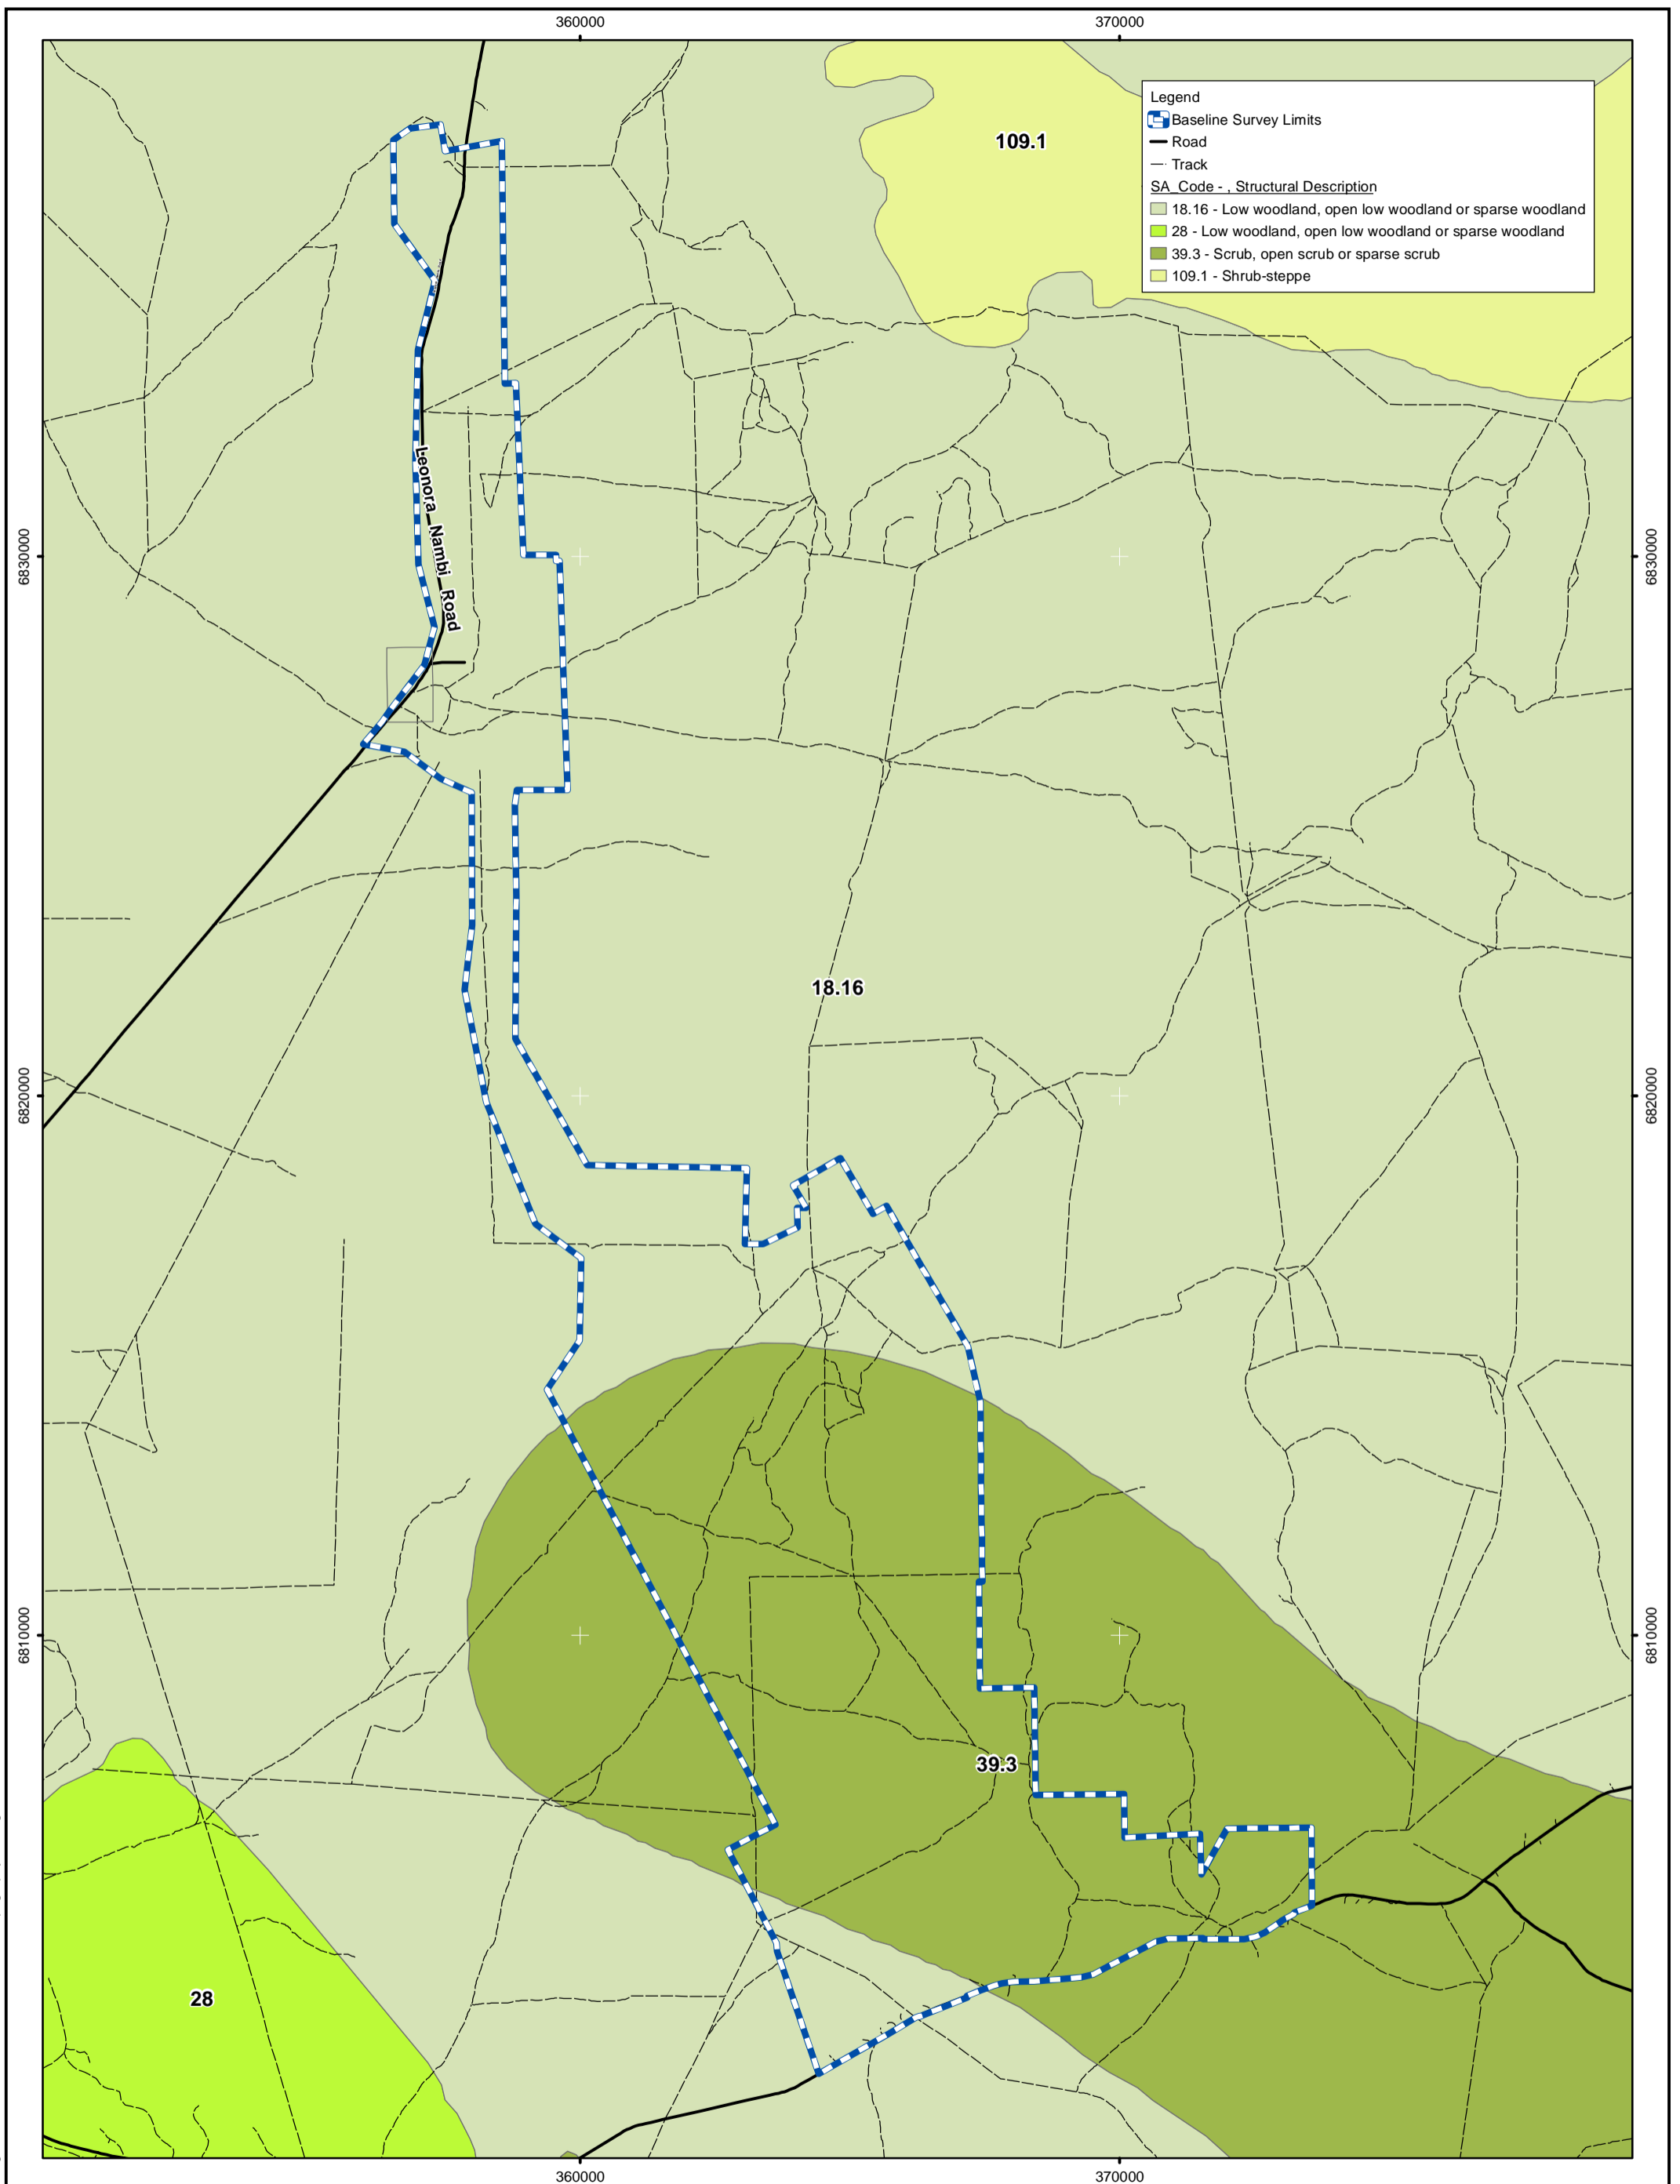 360000
370000
Legend
Baseline Survey Limits
Road
Track
SA_Code - , Structural Description
18.16 - Low woodland, open low woodland or sparse woodland
28 - Low woodland, open low woodland or sparse woodland
39.3 - Scrub, open scrub or sparse scrub
109.1 - Shrub-steppe
109.1
Leonora Nambi Road
6830000
6830000
18.16
6820000
6820000
6810000
6810000
39.3
28
360000
370000